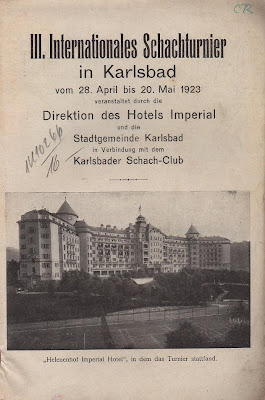 CR
III. Internationales Schachturnier
in Karlsbad
vom 28. April bis 20. Mai 1923
veranstaltet durch die
Direktion des Hotels Imperial
und die
Stadtgemeinde Karlsbad
in Verbindung mit dem
Karlsbader Schach-Club
16
„Helenenhof Imperial Hotel", in dem das Turnier stattfand.